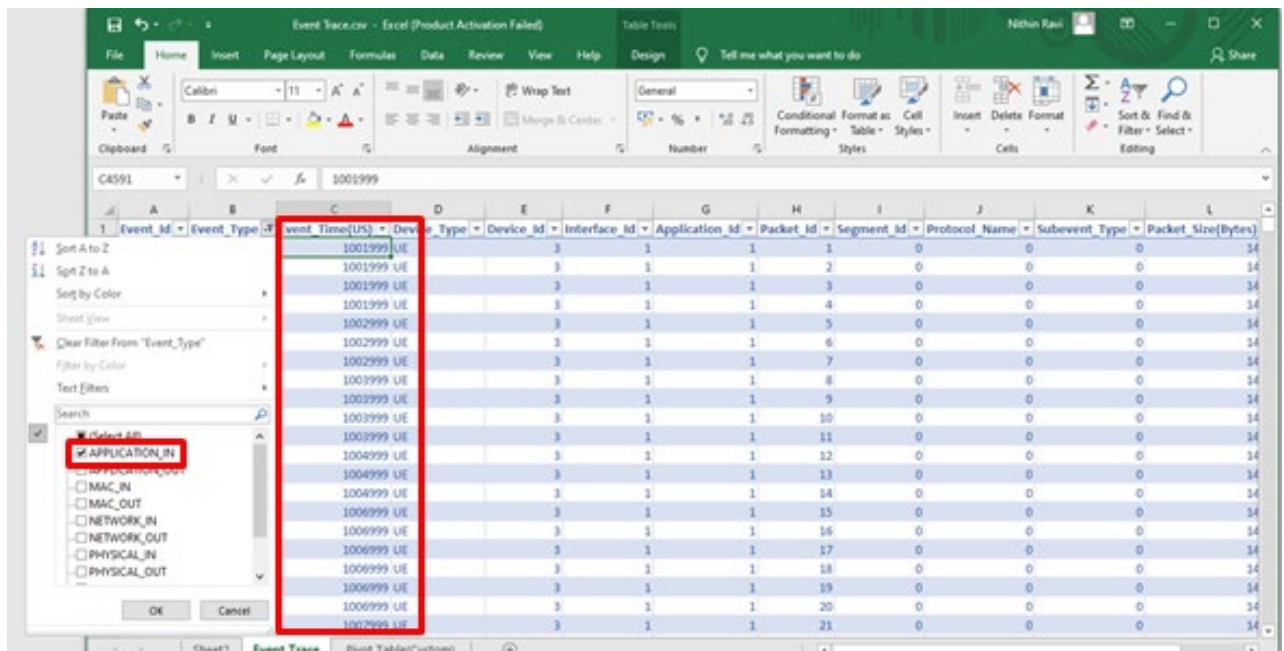 Event Trace.csv - Excel (Product Activation Failed) Table Tools Nithin Ravi
File Home Insert Page Layout Formulas Data Review View Help Design Tell me what you want to do Share
Paste Calibri 11 A A Wrap Text General Conditional Formatting Format as Table Cell Styles Insert Delete Format Sort & Filter Find & Select
B I U A Merge & Center %
Clipboard Font Alignment Number Styles Cells Editing
C4591 fx 1001999
A B C D E F G H I J K L
1 Event_Id Event_Type Event_Time(US) Device_Type Device_Id Interface_Id Application_Id Packet_Id Segment_Id Protocol_Name Subevent_Type Packet_Size(Bytes)
1001999 UE 3 1 1 1 0 0 0 14
1001999 UE 3 1 1 2 0 0 0 14
1001999 UE 3 1 1 3 0 0 0 14
1001999 UE 3 1 1 4 0 0 0 14
1002999 UE 3 1 1 5 0 0 0 14
1002999 UE 3 1 1 6 0 0 0 14
1002999 UE 3 1 1 7 0 0 0 14
1003999 UE 3 1 1 8 0 0 0 14
1003999 UE 3 1 1 9 0 0 0 14
1003999 UE 3 1 1 10 0 0 0 14
1003999 UE 3 1 1 11 0 0 0 14
1004999 UE 3 1 1 12 0 0 0 14
1004999 UE 3 1 1 13 0 0 0 14
1004999 UE 3 1 1 14 0 0 0 14
1006999 UE 3 1 1 15 0 0 0 14
1006999 UE 3 1 1 16 0 0 0 14
1006999 UE 3 1 1 17 0 0 0 14
1006999 UE 3 1 1 18 0 0 0 14
1006999 UE 3 1 1 19 0 0 0 14
1006999 UE 3 1 1 20 0 0 0 14
1007999 UE 3 1 1 21 0 0 0 14
Sort A to Z
Sort Z to A
Sort by Color
Sheet View
Clear Filter From "Event_Type"
Filter by Color
Text Filters
Search
(Select All)
APPLICATION_IN
APPLICATION_OUT
MAC_IN
MAC_OUT
NETWORK_IN
NETWORK_OUT
PHYSICAL_IN
PHYSICAL_OUT
OK Cancel
Sheet2 Event Trace Pivot Table(Custom)